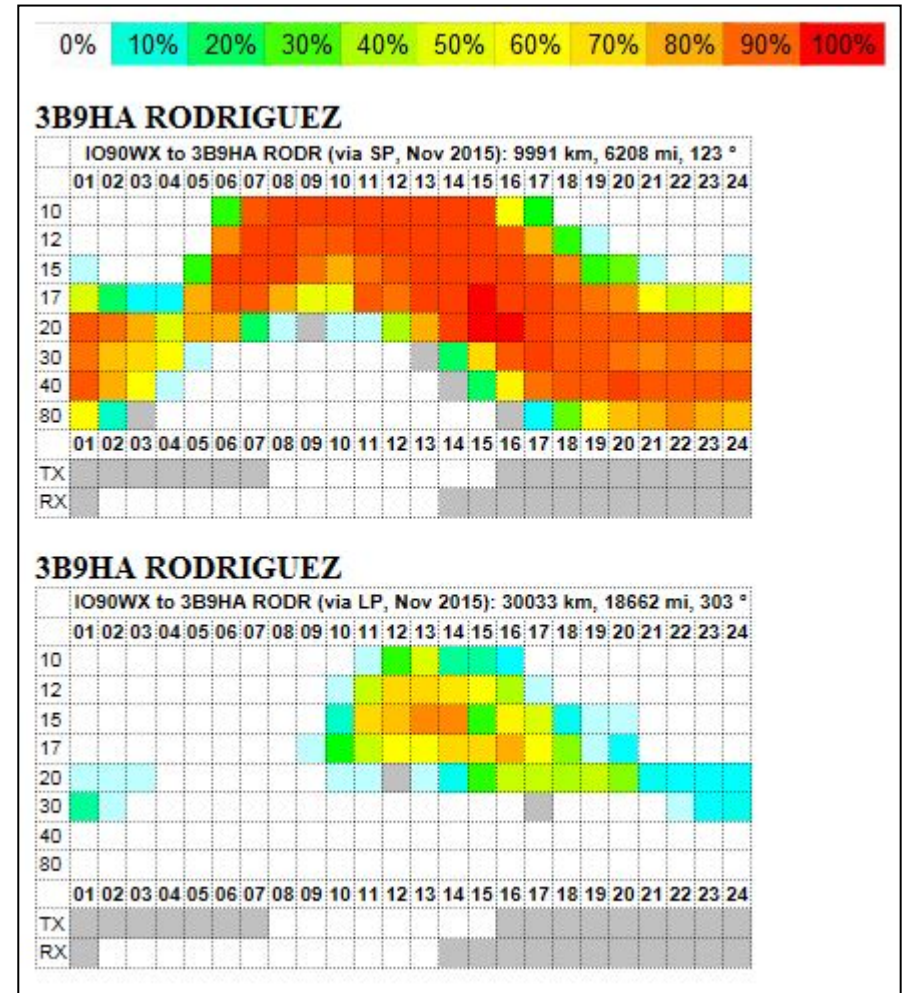 0% 10% 20% 30% 40% 50% 60% 70% 80% 90% 100%
3B9HA RODRIGUEZ
IO90WX to 3B9HA RODR (via SP, Nov 2015): 9991 km, 6208 mi, 123 °
01 02 03 04 05 06 07 08 09 10 11 12 13 14 15 16 17 18 19 20 21 22 23 24
10
12
15
17
20
30
40
80
01 02 03 04 05 06 07 08 09 10 11 12 13 14 15 16 17 18 19 20 21 22 23 24
TX
RX
3B9HA RODRIGUEZ
IO90WX to 3B9HA RODR (via LP, Nov 2015): 30033 km, 18662 mi, 303 °
01 02 03 04 05 06 07 08 09 10 11 12 13 14 15 16 17 18 19 20 21 22 23 24
10
12
15
17
20
30
40
80
01 02 03 04 05 06 07 08 09 10 11 12 13 14 15 16 17 18 19 20 21 22 23 24
TX
RX